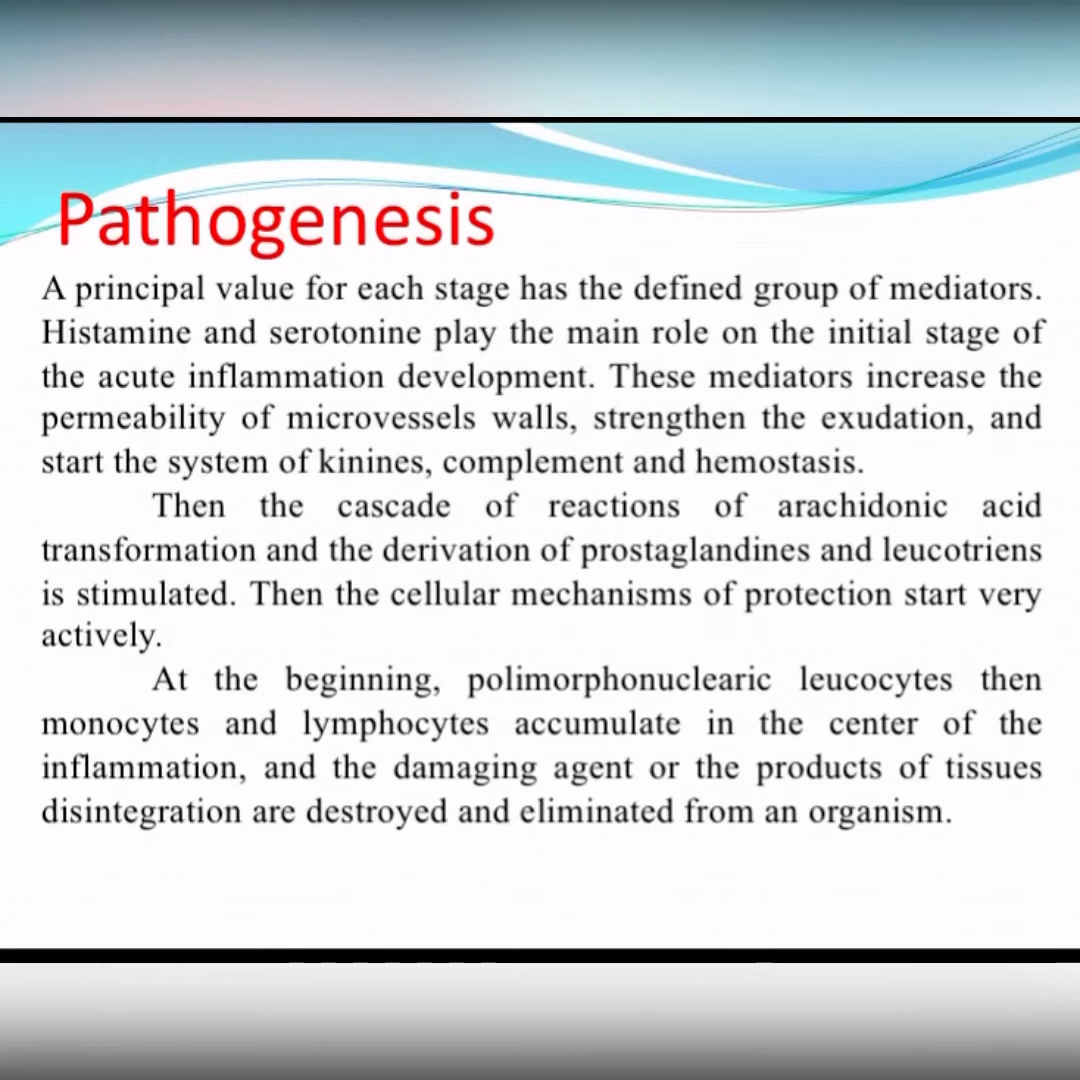 Pathogenesis
A principal value for each stage has the defined group of mediators.
Histamine and serotonine play the main role on the initial stage of
the acute inflammation development. These mediators increase the
permeability of microvessels walls, strengthen the exudation, and
start the system of kinines, complement and hemostasis.
Then the cascade of reactions of arachidonic acid
transformation and the derivation of prostaglandines and leucotriens
is stimulated. Then the cellular mechanisms of protection start very
actively.
At the beginning, polimorphonuclearic leucocytes then
monocytes and lymphocytes accumulate in the center of the
inflammation, and the damaging agent or the products of tissues
disintegration are destroyed and eliminated from an organism.